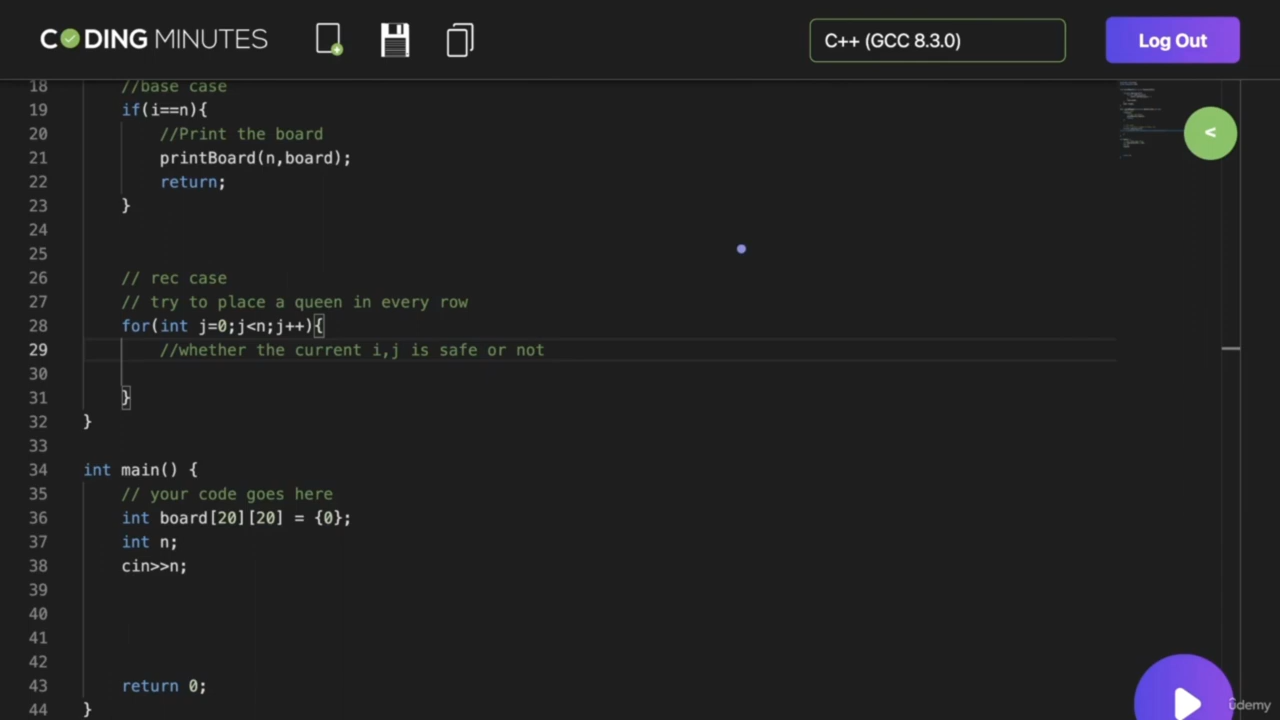 CODING MINUTES
C++ (GCC 8.3.0)
Log Out
18 //base case
19 if(i==n){
20 //Print the board
21 printBoard(n,board);
22 return;
23 }
24
25
26 // rec case
27 // try to place a queen in every row
28 for(int j=0;j<n;j++){
29 //whether the current i,j is safe or not
30
31 }
32 }
33
34 int main() {
35 // your code goes here
36 int board[20][20] = {0};
37 int n;
38 cin>>n;
39
40
41
42
43 return 0;
44 }
<
ûdemy